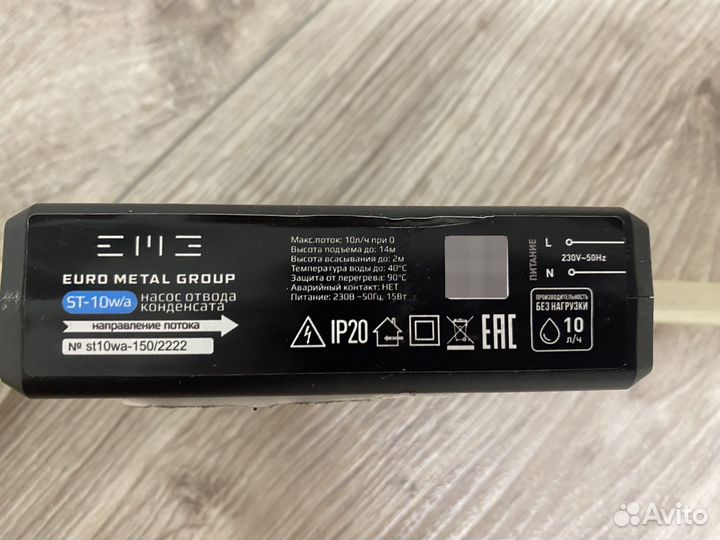 EME
EURO METAL GROUP
ST-10w/a насос отвода конденсата
направление потока
№ st10wa-150/2222
Макс.поток: 10л/ч при 0
Высота подъема до: 14м
Высота всасывания до: 2м
Температура воды до: 40°C
Защита от перегрева: 90°C
Аварийный контакт: НЕТ
Питание: 230В ~50Гц, 15Вт
IP20
EAC
ПИТАНИЕ
L
230V~50Hz
N
ПРОИЗВОДИТЕЛЬНОСТЬ
БЕЗ НАГРУЗКИ
10
л/ч
Avito